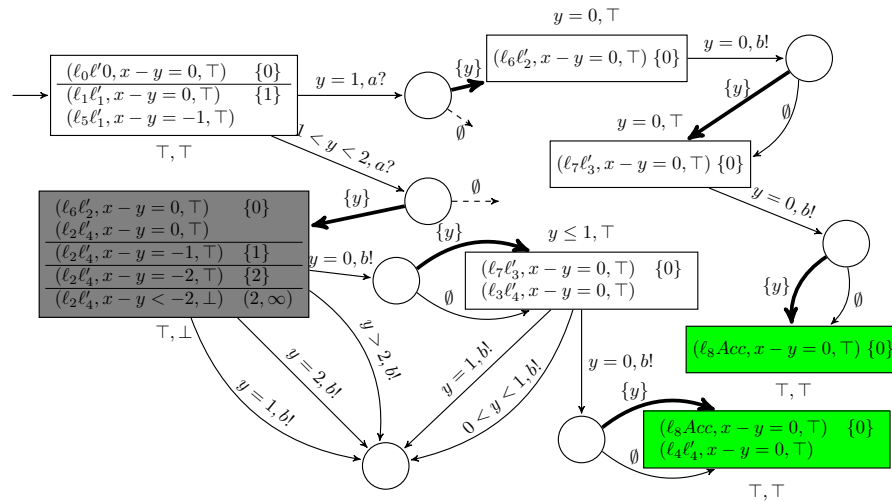 y = 0, ⊤
(ℓ₀ℓ′0, x − y = 0, ⊤) {0}
(ℓ₁ℓ′₁, x − y = 0, ⊤) {1}
(ℓ₅ℓ′₁, x − y = −1, ⊤)
⊤, ⊤
y = 1, a?
{y}
∅
(ℓ₆ℓ′₂, x − y = 0, ⊤) {0}
y = 0, b!
{y}
∅
y = 0, ⊤
(ℓ₇ℓ′₃, x − y = 0, ⊤) {0}
1 < y < 2, a?
{y}
∅
y = 0, b!
(ℓ₆ℓ′₂, x − y = 0, ⊤) {0}
(ℓ₂ℓ′₄, x − y = 0, ⊤)
(ℓ₂ℓ′₄, x − y = −1, ⊤) {1}
(ℓ₂ℓ′₄, x − y = −2, ⊤) {2}
(ℓ₂ℓ′₄, x − y < −2, ⊥) (2, ∞)
⊤, ⊥
y = 0, b!
{y}
∅
y ≤ 1, ⊤
(ℓ₇ℓ′₃, x − y = 0, ⊤) {0}
(ℓ₃ℓ′₄, x − y = 0, ⊤)
{y}
∅
(ℓ₈Acc, x − y = 0, ⊤) {0}
⊤, ⊤
y = 1, b!
y = 2, b!
y > 2, b!
y = 1, b!
0 < y < 1, b!
y = 0, b!
{y}
∅
(ℓ₈Acc, x − y = 0, ⊤) {0}
(ℓ₄ℓ′₄, x − y = 0, ⊤)
⊤, ⊤